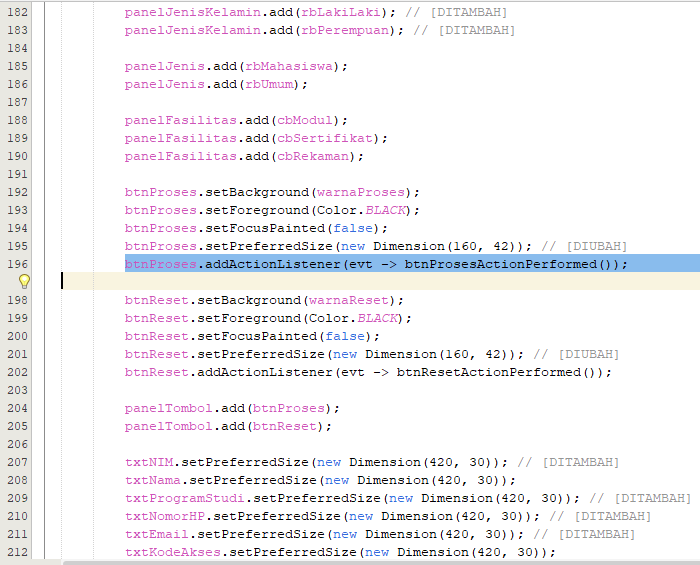 182 panelJenisKelamin.add(rbLakiLaki); // [DITAMBAH]
183 panelJenisKelamin.add(rbPerempuan); // [DITAMBAH]
184
185 panelJenis.add(rbMahasiswa);
186 panelJenis.add(rbUmum);
187
188 panelFasilitas.add(cbModul);
189 panelFasilitas.add(cbSertifikat);
190 panelFasilitas.add(cbRekaman);
191
192 btnProses.setBackground(warnaProses);
193 btnProses.setForeground(Color.BLACK);
194 btnProses.setFocusPainted(false);
195 btnProses.setPreferredSize(new Dimension(160, 42)); // [DIUBAH]
196 btnProses.addActionListener(evt -> btnProsesActionPerformed());
198 btnReset.setBackground(warnaReset);
199 btnReset.setForeground(Color.BLACK);
200 btnReset.setFocusPainted(false);
201 btnReset.setPreferredSize(new Dimension(160, 42)); // [DIUBAH]
202 btnReset.addActionListener(evt -> btnResetActionPerformed());
203
204 panelTombol.add(btnProses);
205 panelTombol.add(btnReset);
206
207 txtNIM.setPreferredSize(new Dimension(420, 30)); // [DITAMBAH]
208 txtNama.setPreferredSize(new Dimension(420, 30));
209 txtProgramStudi.setPreferredSize(new Dimension(420, 30)); // [DITAMBAH]
210 txtNomorHP.setPreferredSize(new Dimension(420, 30)); // [DITAMBAH]
211 txtEmail.setPreferredSize(new Dimension(420, 30)); // [DITAMBAH]
212 txtKodeAkses.setPreferredSize(new Dimension(420, 30));